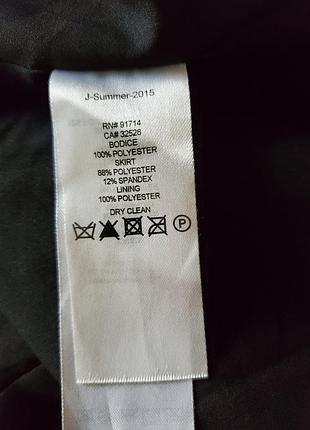 J-Summer-2015
RN# 91714
CA# 32528
BODICE
100% POLYESTER
SKIRT
88% POLYESTER
12% SPANDEX
LINING
100% POLYESTER
DRY CLEAN
P